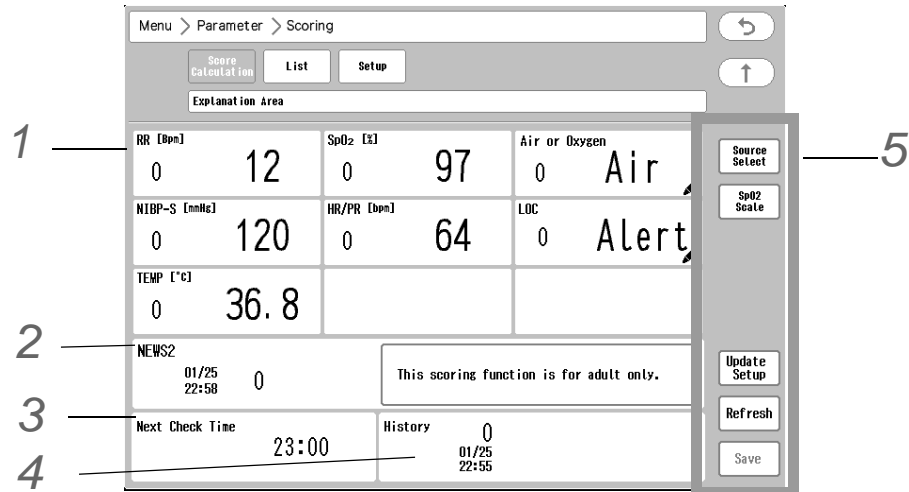 Menu > Parameter > Scoring
Score
Calculation
List
Setup
Explanation Area
1
RR [Bpm]
0
12
SpO₂ [%]
0
97
Air or Oxygen
0
Air
5
Source
Select
SpO2
Scale
NIBP-S [mmHg]
0
120
HR/PR [bpm]
0
64
LOC
0
Alert
TEMP [°C]
0
36.8
2
NEWS2
01/25
22:58
0
This scoring function is for adult only.
Update
Setup
3
Next Check Time
23:00
4
History
0
01/25
22:55
Refresh
Save